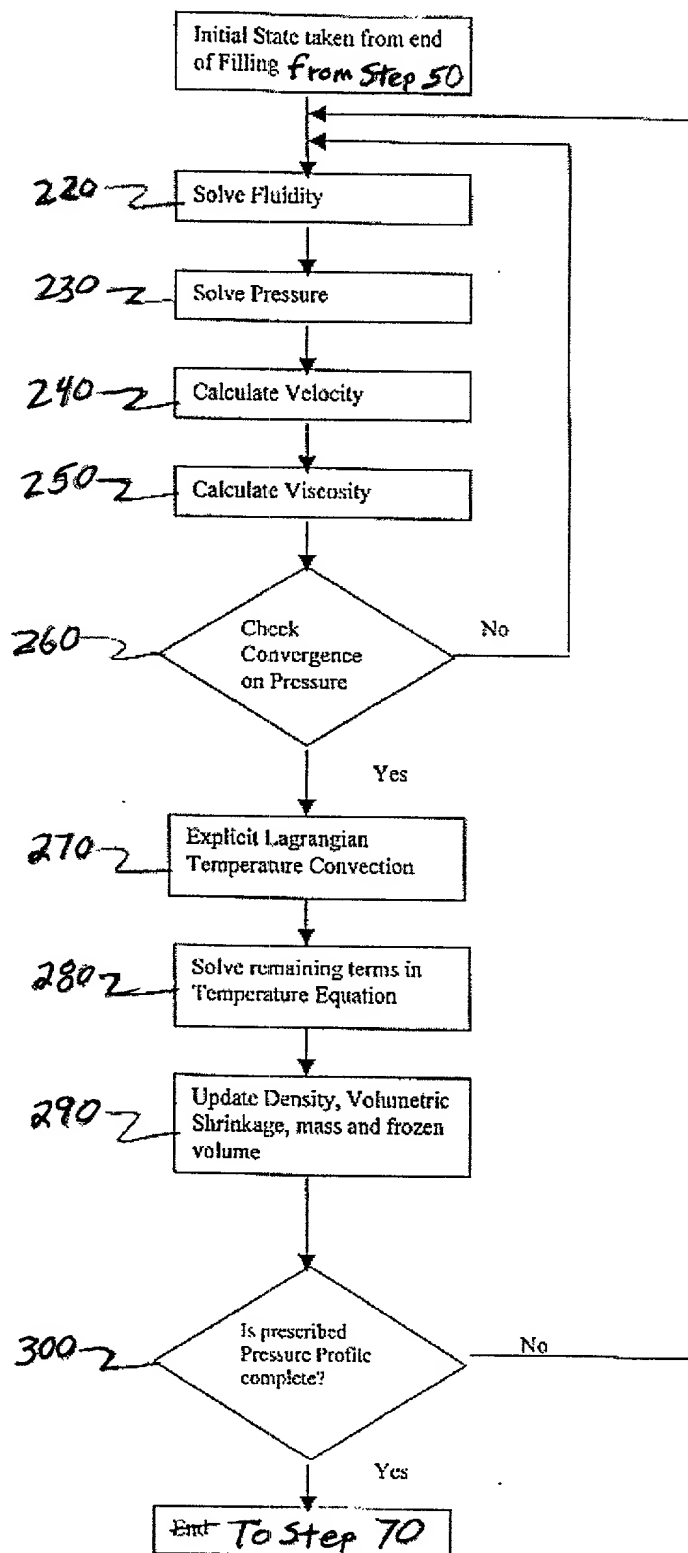 Initial State taken from end
of Filling from Step 50
220
Solve Fluidity
230
Solve Pressure
240
Calculate Velocity
250
Calculate Viscosity
260
Check
Convergence
on Pressure
No
Yes
270
Explicit Lagrangian
Temperature Convection
280
Solve remaining terms in
Temperature Equation
290
Update Density, Volumetric
Shrinkage, mass and frozen
volume
300
Is prescribed
Pressure Profile
complete?
No
Yes
End To Step 70